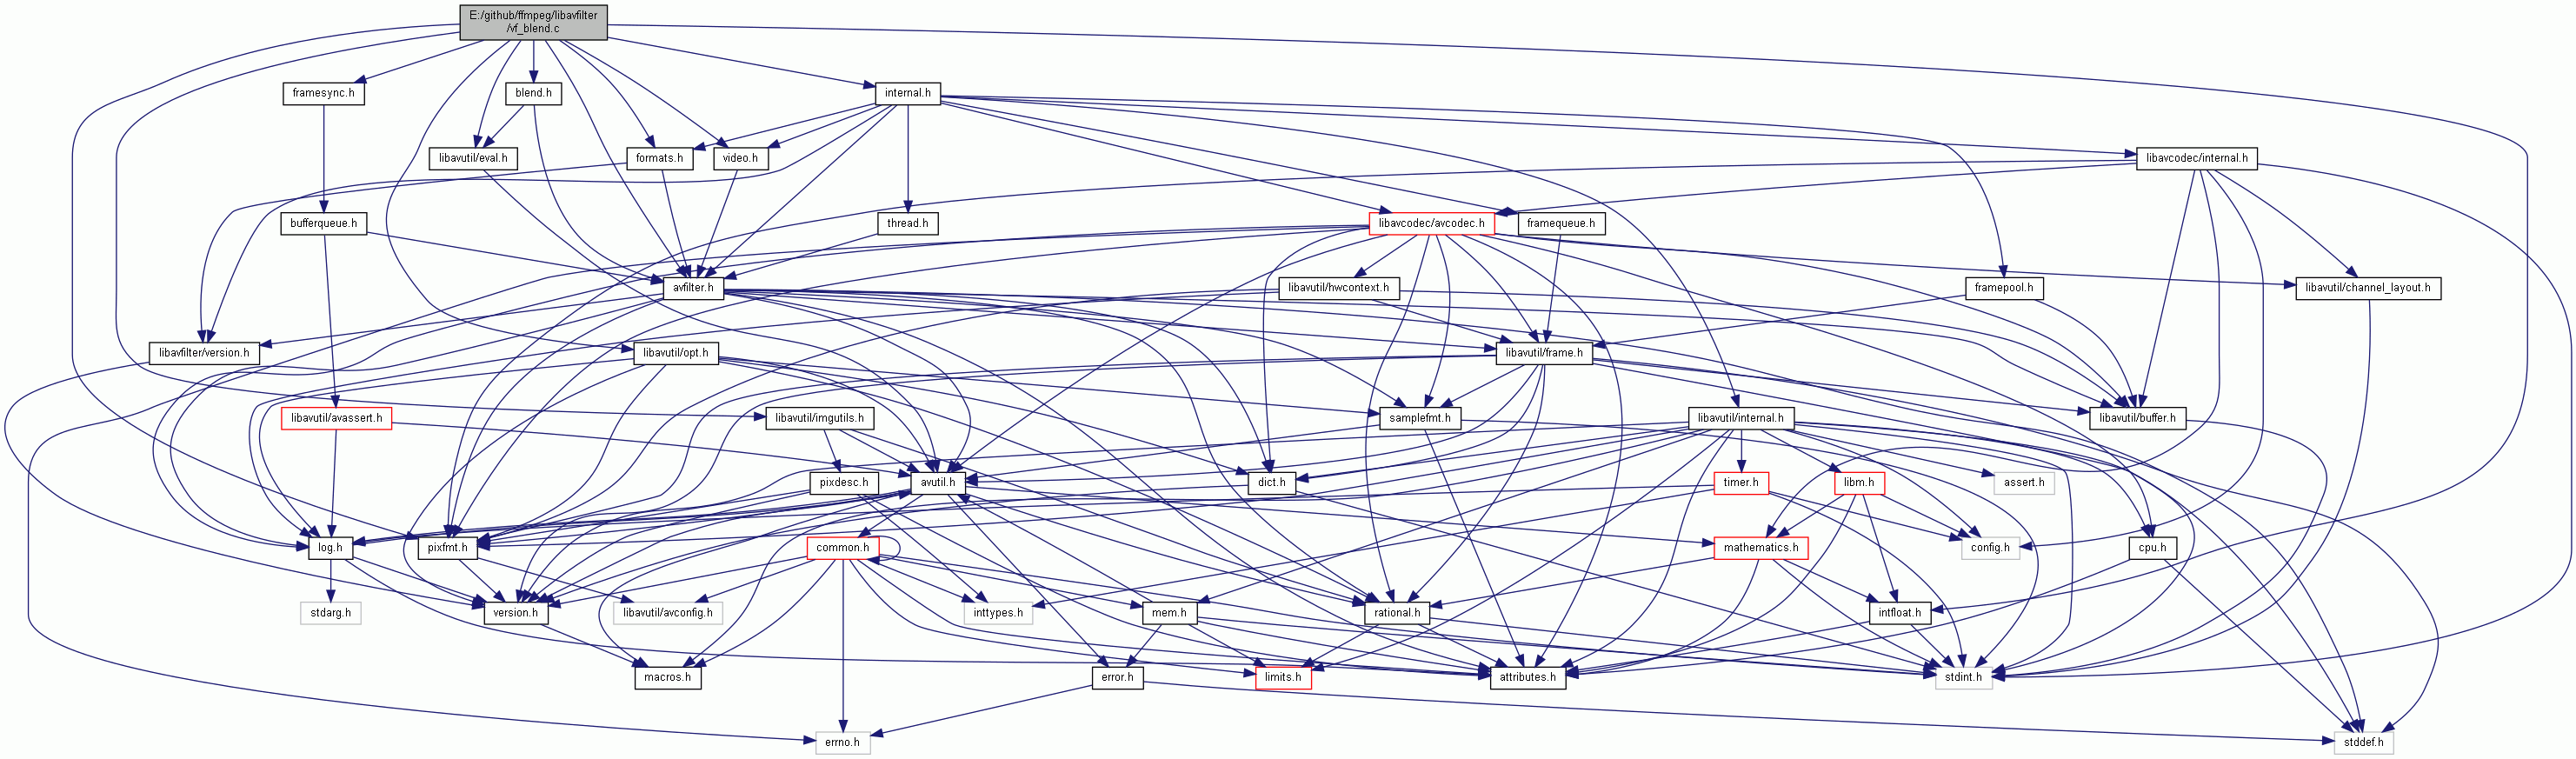 E:/github/ffmpeg/libavfilter
/vf_blend.c
framesync.h
blend.h
internal.h
libavutil/eval.h
formats.h
video.h
libavcodec/internal.h
bufferqueue.h
thread.h
libavcodec/avcodec.h
framequeue.h
avfilter.h
libavutil/hwcontext.h
framepool.h
libavutil/channel_layout.h
libavfilter/version.h
libavutil/opt.h
libavutil/frame.h
libavutil/avassert.h
libavutil/imgutils.h
samplefmt.h
libavutil/internal.h
libavutil/buffer.h
pixdesc.h
avutil.h
dict.h
timer.h
libm.h
assert.h
log.h
pixfmt.h
common.h
mathematics.h
config.h
cpu.h
stdarg.h
version.h
libavutil/avconfig.h
inttypes.h
mem.h
rational.h
intfloat.h
macros.h
error.h
limits.h
attributes.h
stdint.h
errno.h
stddef.h